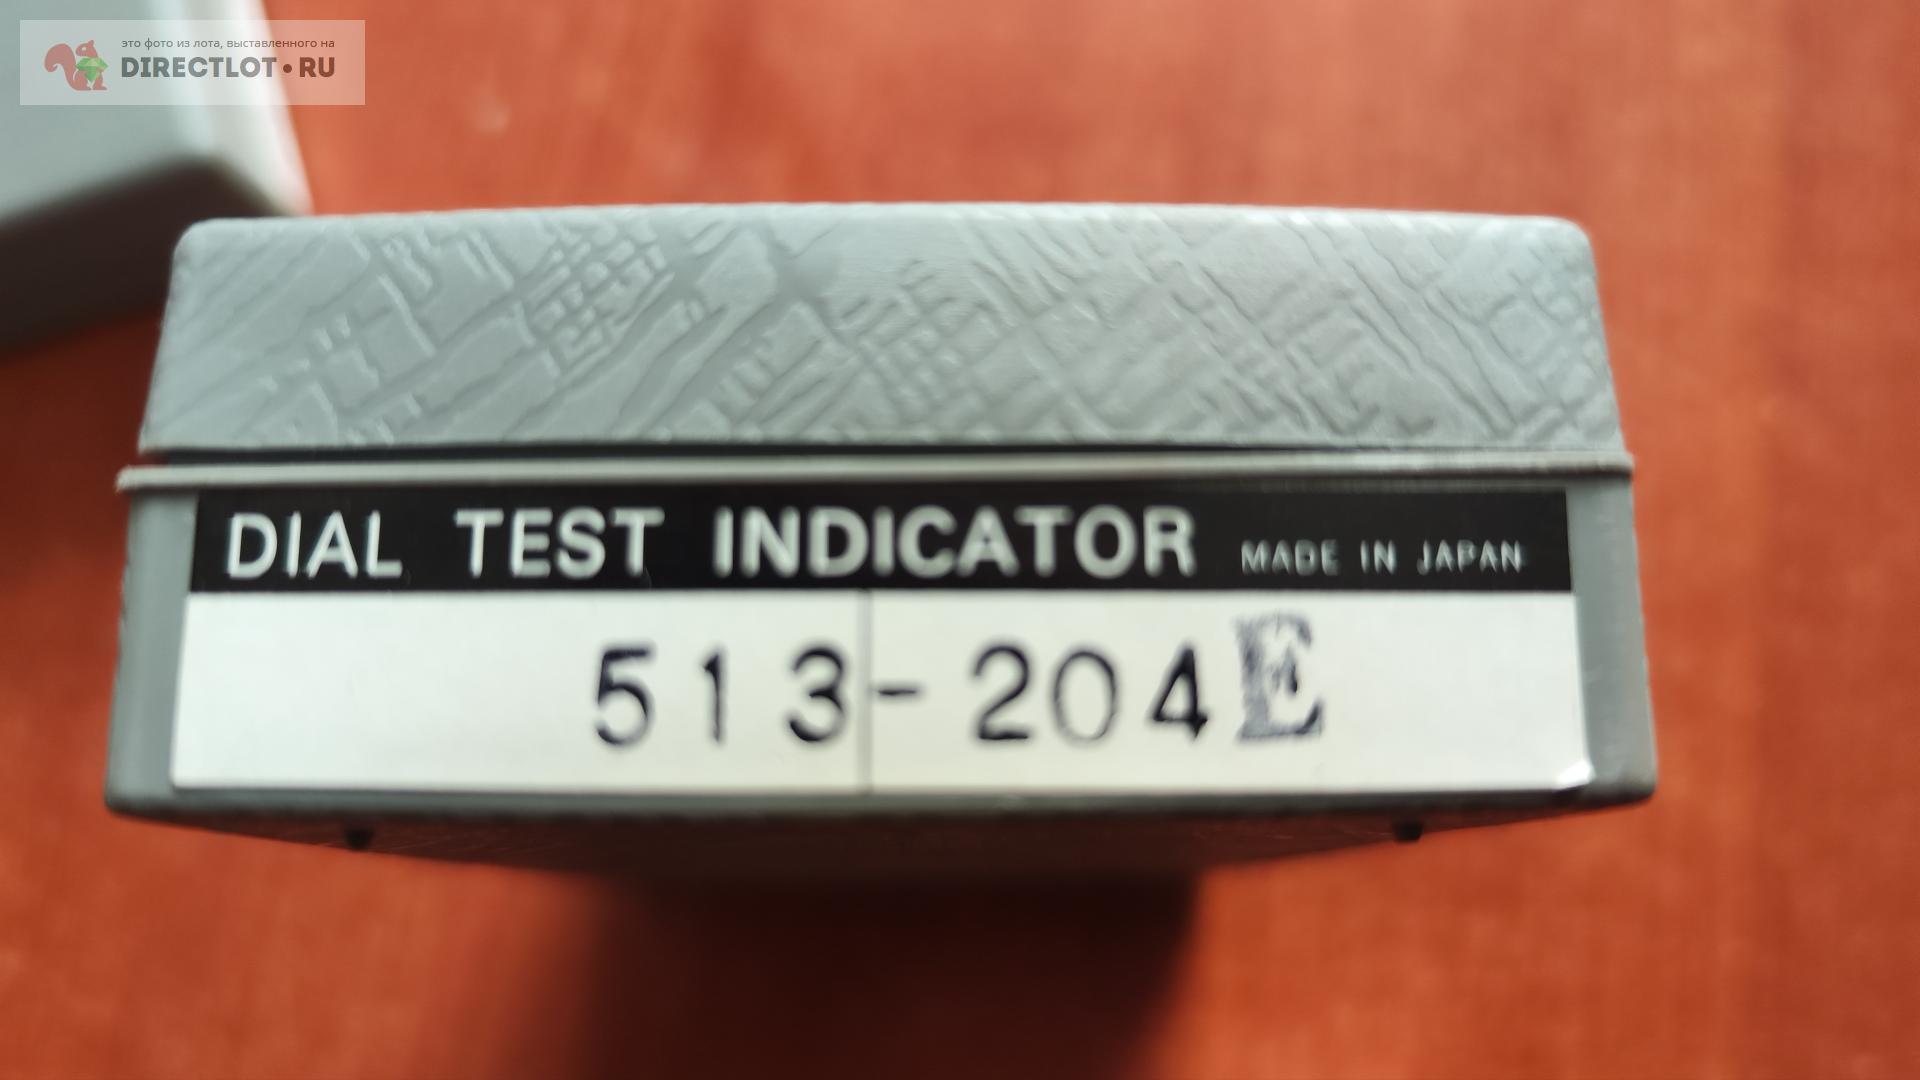 это фото из лота, выставленного на
DIRECTLOT•RU
DIAL TEST INDICATOR MADE IN JAPAN
513-204E